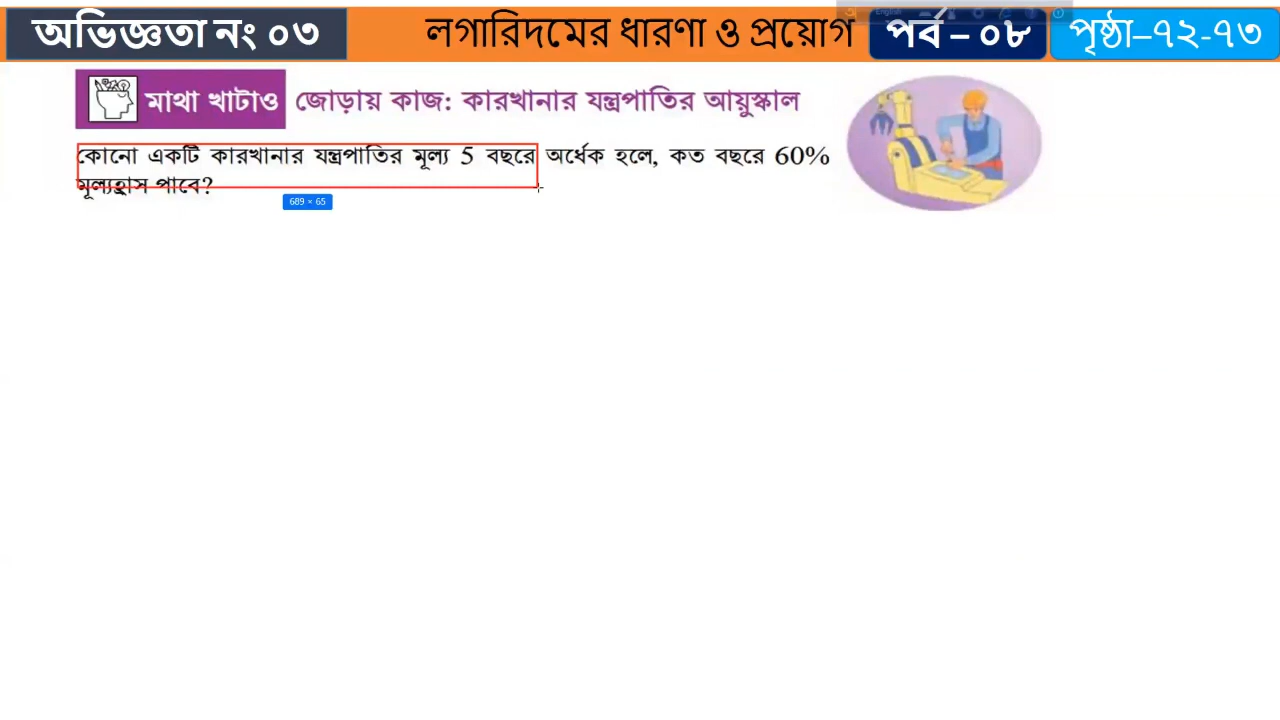 অভিজ্ঞতা নং ০৩ লগারিদমের ধারণা ও প্রয়োগ পর্ব – ০৮ পৃষ্ঠা–৭২-৭৩
English
মাথা খাটাও জোড়ায় কাজ: কারখানার যন্ত্রপাতির আয়ুস্কাল
কোনো একটি কারখানার যন্ত্রপাতির মূল্য 5 বছরে অর্ধেক হলে, কত বছরে 60%
মূল্যহ্রাস পাবে?
689 × 65